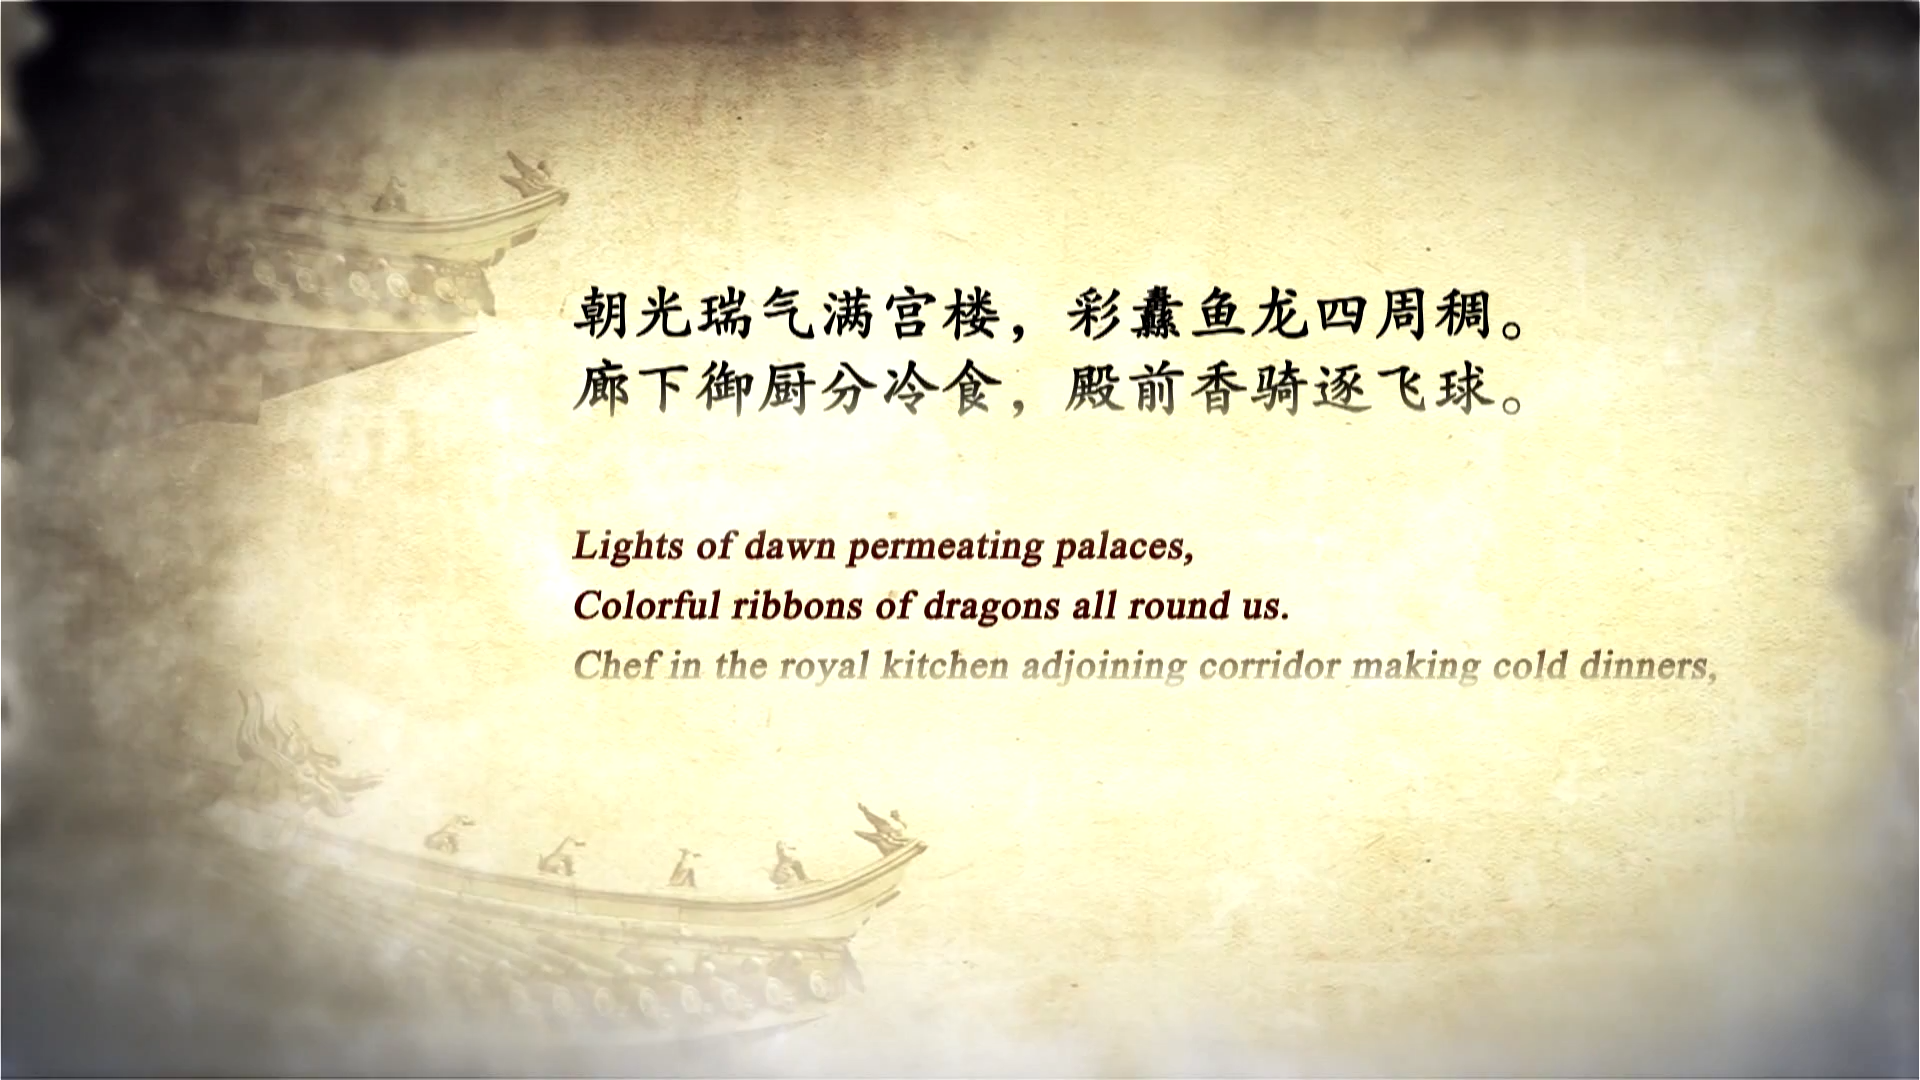 朝光瑞气满宫楼，彩纛鱼龙四周稠。
廊下御厨分冷食，殿前香骑逐飞球。
Lights of dawn permeating palaces,
Colorful ribbons of dragons all round us.
Chef in the royal kitchen adjoining corridor making cold dinners,